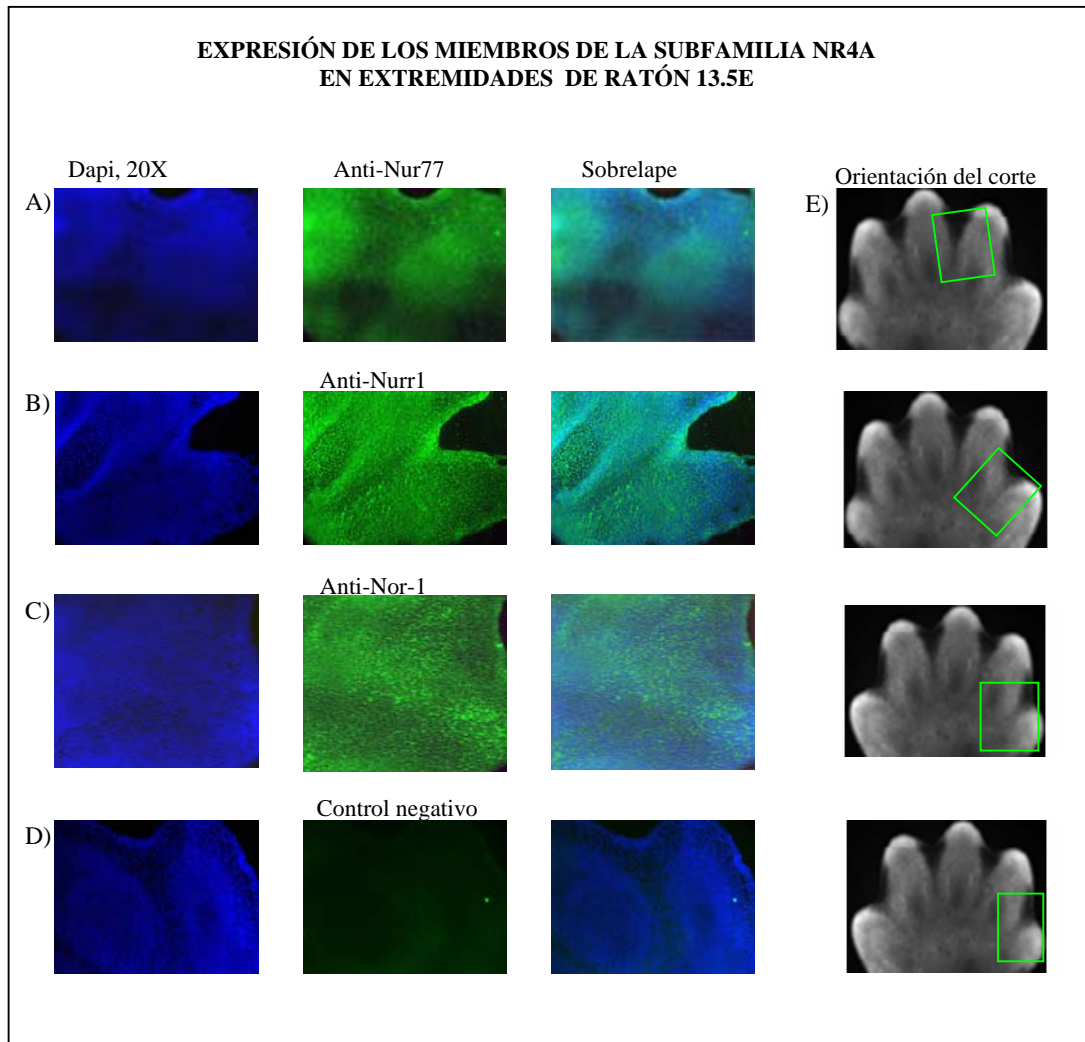 EXPRESIÓN DE LOS MIEMBROS DE LA SUBFAMILIA NR4A
EN EXTREMIDADES DE RATÓN 13.5E
Dapi, 20X
Anti-Nur77
Sobrelape
Orientación del corte
A)
E)
Anti-Nurr1
B)
Anti-Nor-1
C)
Control negativo
D)